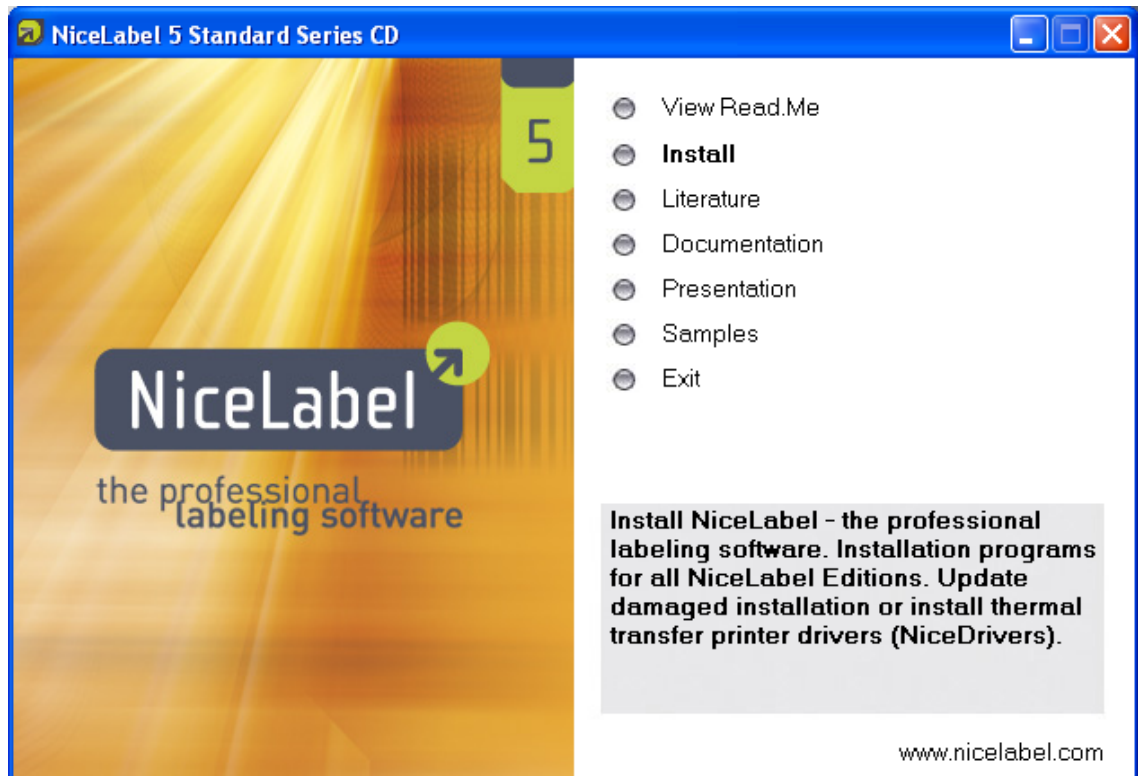 NiceLabel 5 Standard Series CD
5
NiceLabel
the professional
labeling software
View Read.Me
Install
Literature
Documentation
Presentation
Samples
Exit
Install NiceLabel - the professional
labeling software. Installation programs
for all NiceLabel Editions. Update
damaged installation or install thermal
transfer printer drivers (NiceDrivers).
www.nicelabel.com